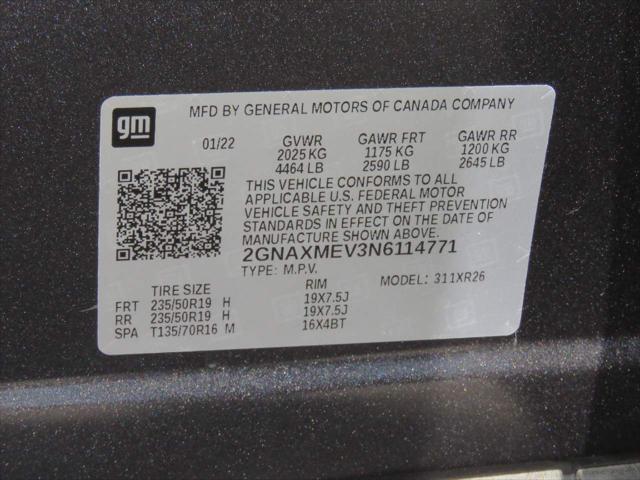 MFD BY GENERAL MOTORS OF CANADA COMPANY
gm
01/22 GVWR GAWR FRT GAWR RR
2025 KG 1175 KG 1200 KG
4464 LB 2590 LB 2645 LB
THIS VEHICLE CONFORMS TO ALL
APPLICABLE U.S. FEDERAL MOTOR
VEHICLE SAFETY AND THEFT PREVENTION
STANDARDS IN EFFECT ON THE DATE OF
MANUFACTURE SHOWN ABOVE.
2GNAXMEV3N6114771
TYPE: M.P.V. MODEL: 311XR26
TIRE SIZE RIM
FRT 235/50R19 H 19X7.5J
RR 235/50R19 H 19X7.5J
SPA T135/70R16 M 16X4BT